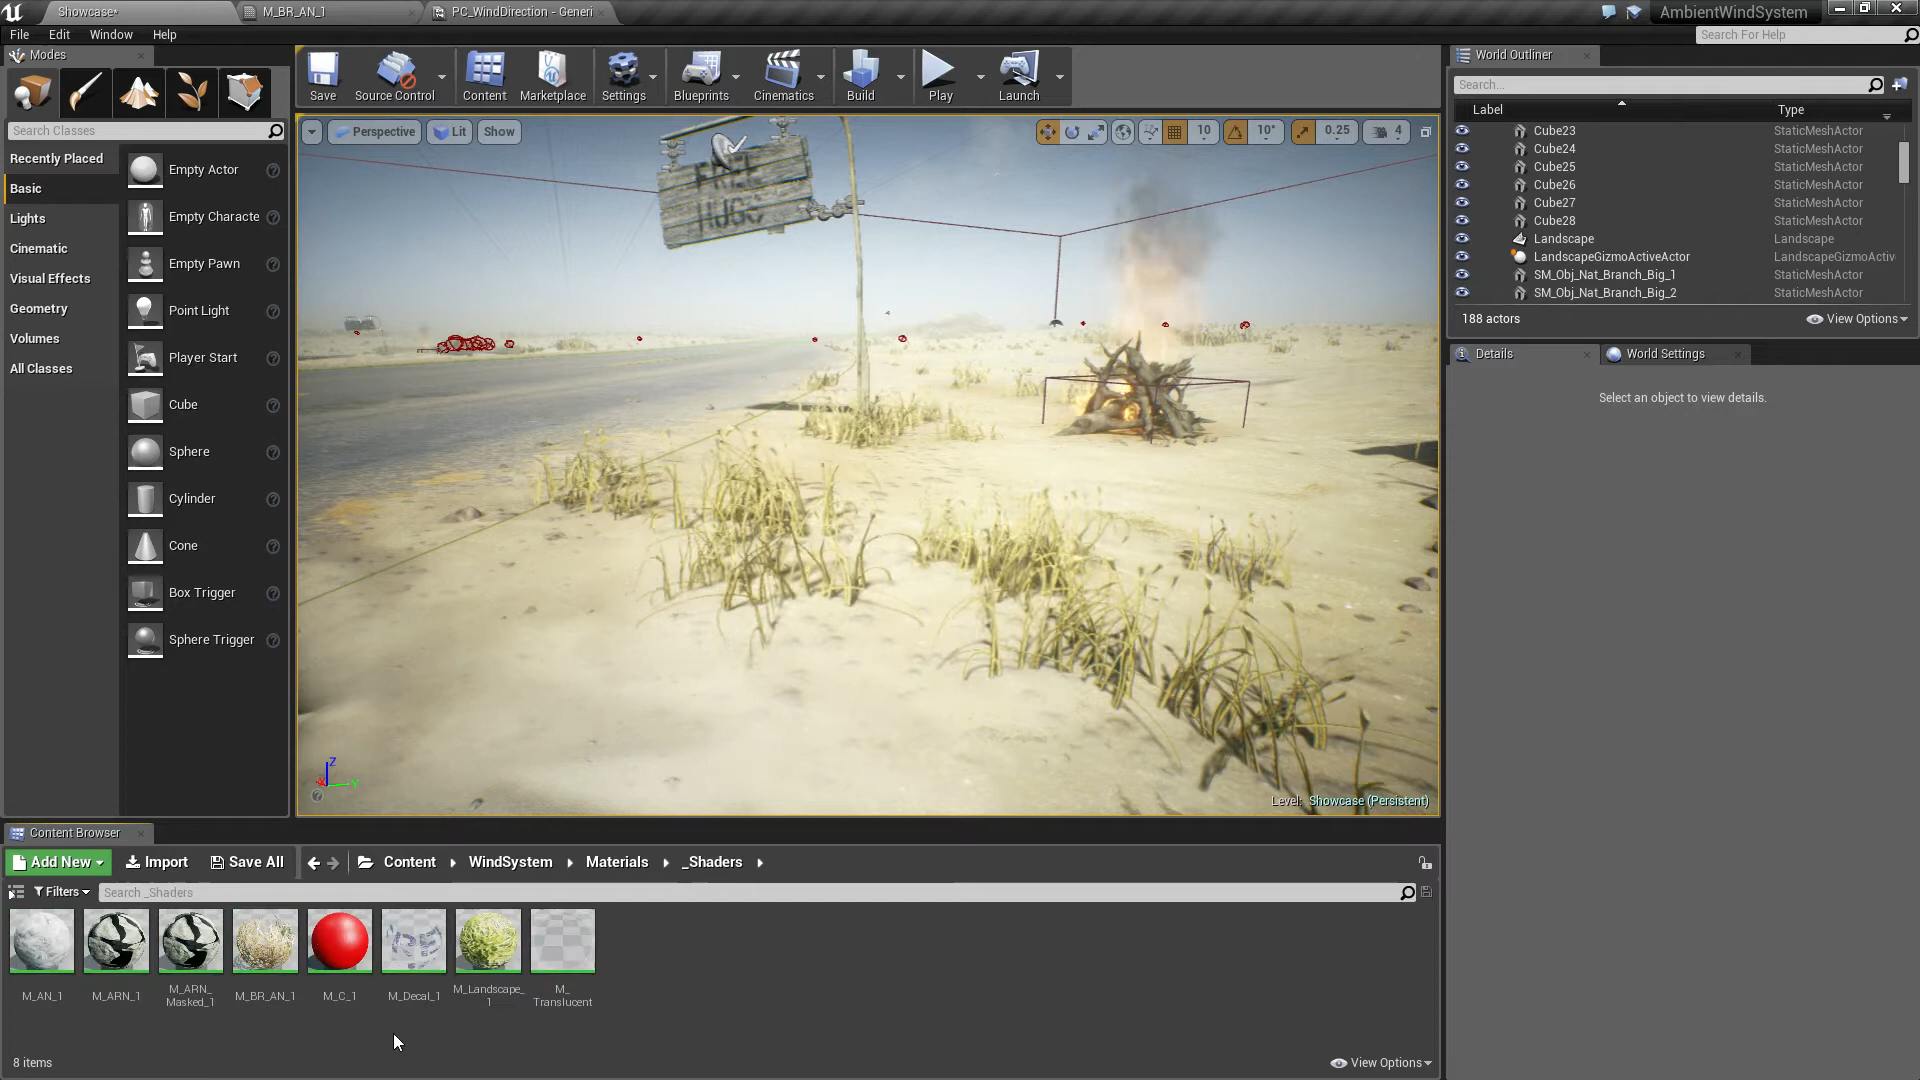 Showcase*
M_BR_AN_1
PC_WindDirection - Generi
AmbientWindSystem
File Edit Window Help
Search For Help
Modes
Search Classes
Recently Placed
Basic
Lights
Cinematic
Visual Effects
Geometry
Volumes
All Classes
Empty Actor
Empty Characte
Empty Pawn
Point Light
Player Start
Cube
Sphere
Cylinder
Cone
Box Trigger
Sphere Trigger
Save Source Control Content Marketplace Settings Blueprints Cinematics Build Play Launch
Perspective Lit Show
10 10° 0.25 4
FREE
HUGS
Z
X
Y
Level: Showcase (Persistent)
World Outliner
Search...
Label Type
Cube23 StaticMeshActor
Cube24 StaticMeshActor
Cube25 StaticMeshActor
Cube26 StaticMeshActor
Cube27 StaticMeshActor
Cube28 StaticMeshActor
Landscape Landscape
LandscapeGizmoActiveActor LandscapeGizmoActiv
SM_Obj_Nat_Branch_Big_1 StaticMeshActor
SM_Obj_Nat_Branch_Big_2 StaticMeshActor
188 actors
View Options
Details
World Settings
Select an object to view details.
Content Browser
Add New Import Save All Content WindSystem Materials _Shaders
Filters
Search _Shaders
M_AN_1
M_ARN_1
M_ARN_
Masked_1
M_BR_AN_1
M_C_1
M_Decal_1
M_Landscape_
1
M_
Translucent
8 items
View Options